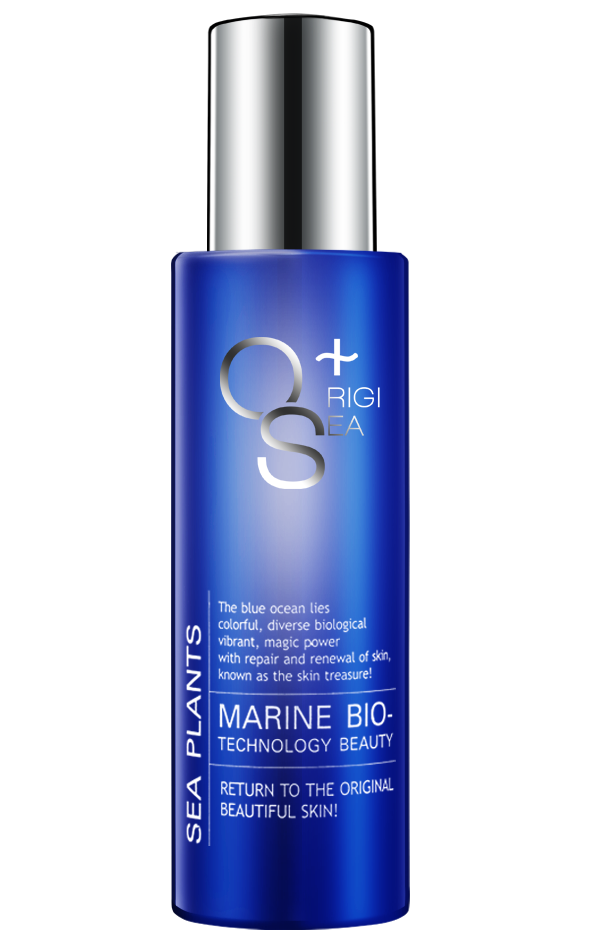 O+
RIGI
SEA
SEA PLANTS
The blue ocean lies
colorful, diverse biological
vibrant, magic power
with repair and renewal of skin,
known as the skin treasure!
MARINE BIO-
TECHNOLOGY BEAUTY
RETURN TO THE ORIGINAL
BEAUTIFUL SKIN!